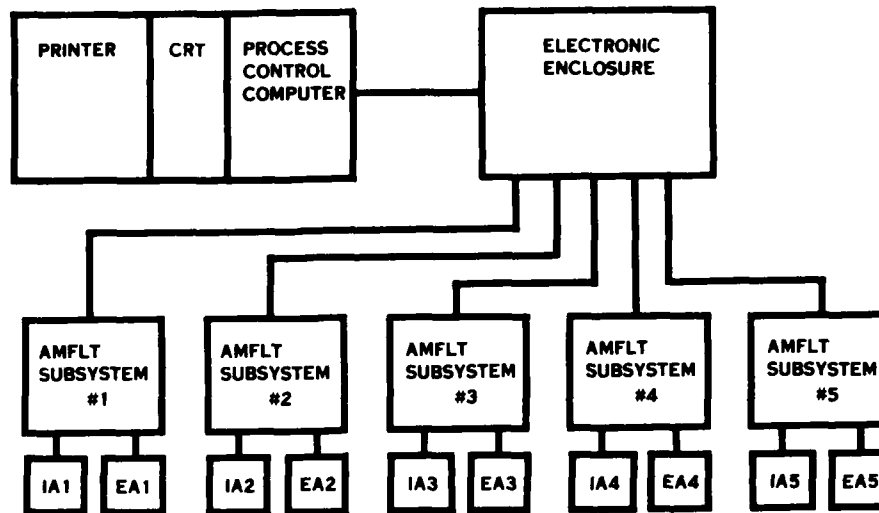 PRINTER
CRT
PROCESS
CONTROL
COMPUTER
ELECTRONIC
ENCLOSURE
AMFLT
SUBSYSTEM
#1
AMFLT
SUBSYSTEM
#2
AMFLT
SUBSYSTEM
#3
AMFLT
SUBSYSTEM
#4
AMFLT
SUBSYSTEM
#5
IA1
EA1
IA2
EA2
IA3
EA3
IA4
EA4
IA5
EA5